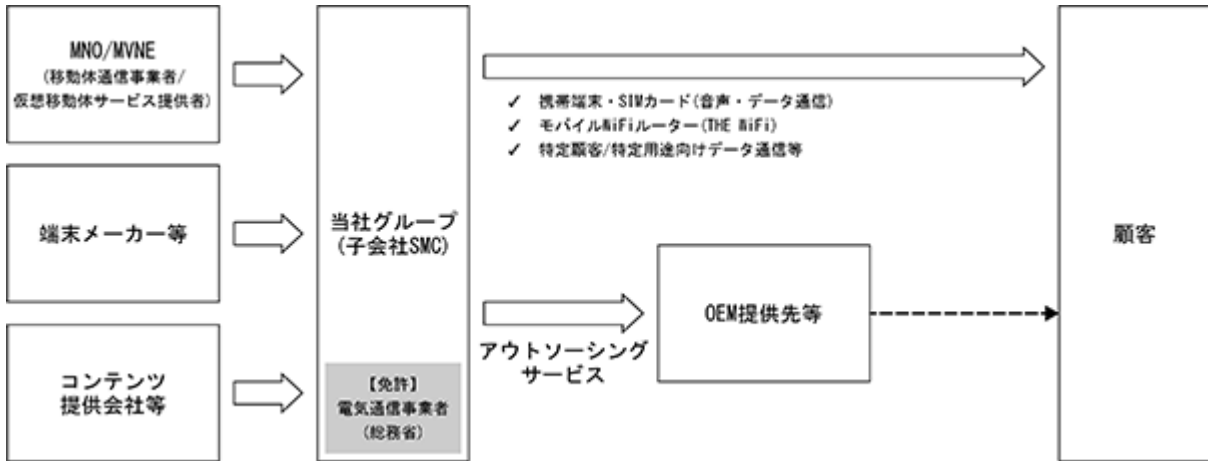 MNO/MVNE
(移動体通信事業者/
仮想移動体サービス提供者)
端末メーカー等
コンテンツ
提供会社等
当社グループ
(子会社SMC)
【免許】
電気通信事業者
(総務省)
✓ 携帯端末・SIMカード(音声・データ通信)
✓ モバイルWiFiルーター(THE WiFi)
✓ 特定顧客/特定用途向けデータ通信等
アウトソーシング
サービス
OEM提供先等
顧客